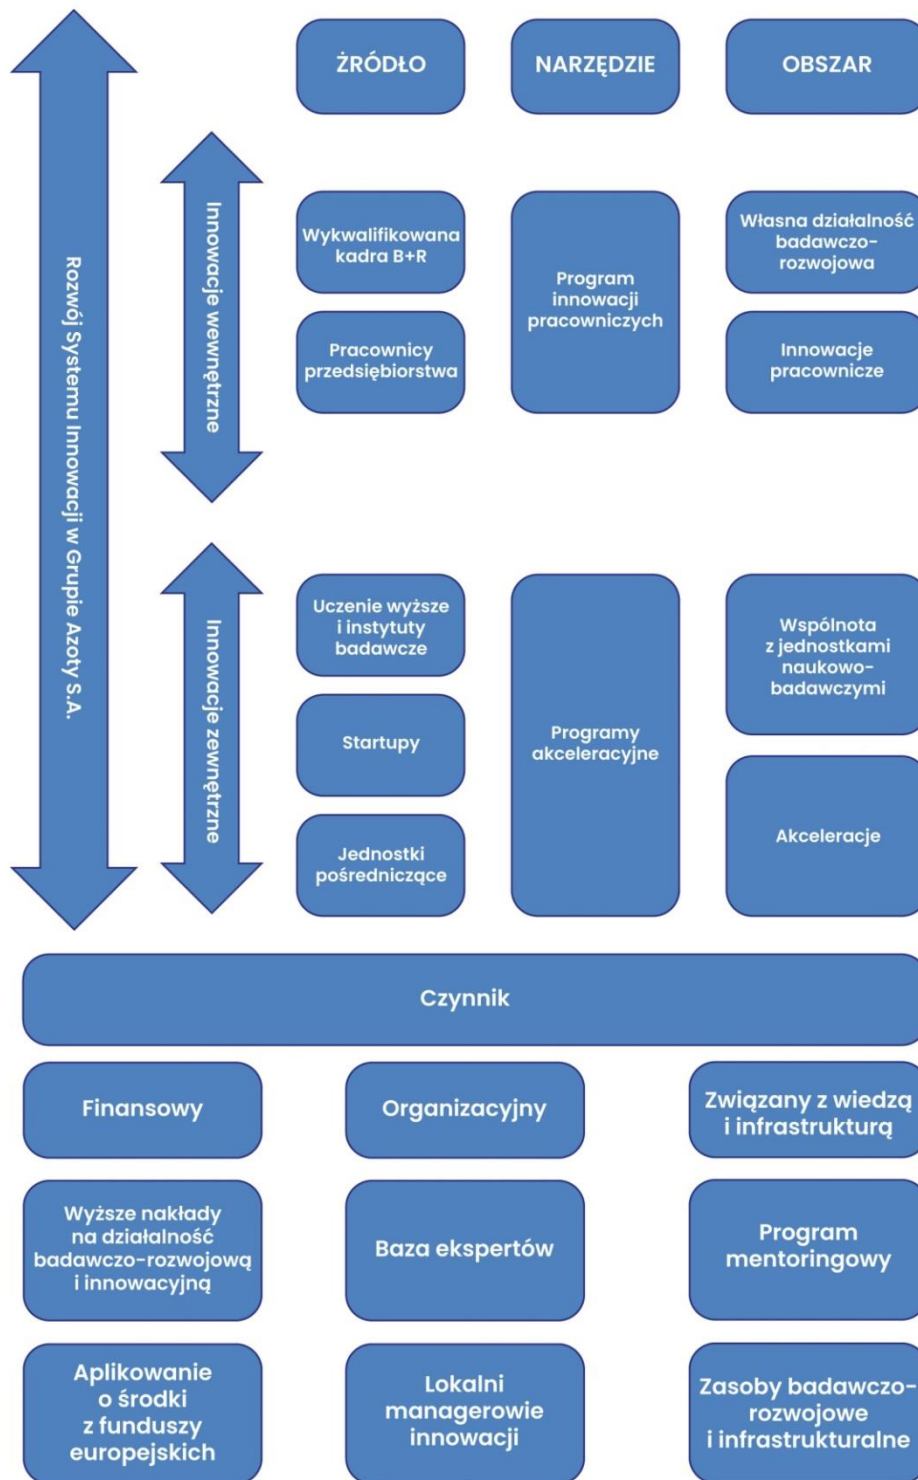 ŻRÓDŁO
NARZĘDZIE
OBSZAR
Rozwój Systemu Innowacji w Grupie Azoty S.A.
Innowacje wewnętrzne
Wykwalifikowana
kadra B+R
Pracownicy
przedsiębiorstwa
Program
innowacji
pracowniczych
Własna działalność
badawczo-
rozwojowa
Innowacje
pracownicze
Innowacje zewnętrzne
Uczenie wyższe
i instytuty
badawcze
Startupy
Jednostki
pośredniczące
Programy
akceleracyjne
Wspólnota
z jednostkami
naukowo-
badawczymi
Akceleracje
Czynnik
Finansowy
Organizacyjny
Związany z wiedzą
i infrastrukturą
Wyższe nakłady
na działalność
badawczo-rozwojową
i innowacyjną
Baza ekspertów
Program
mentoringowy
Aplikowanie
o środki
z funduszy
europejskich
Lokalni
managerowie
innowacji
Zasoby badawczo-
rozwojowe
i infrastrukturalne